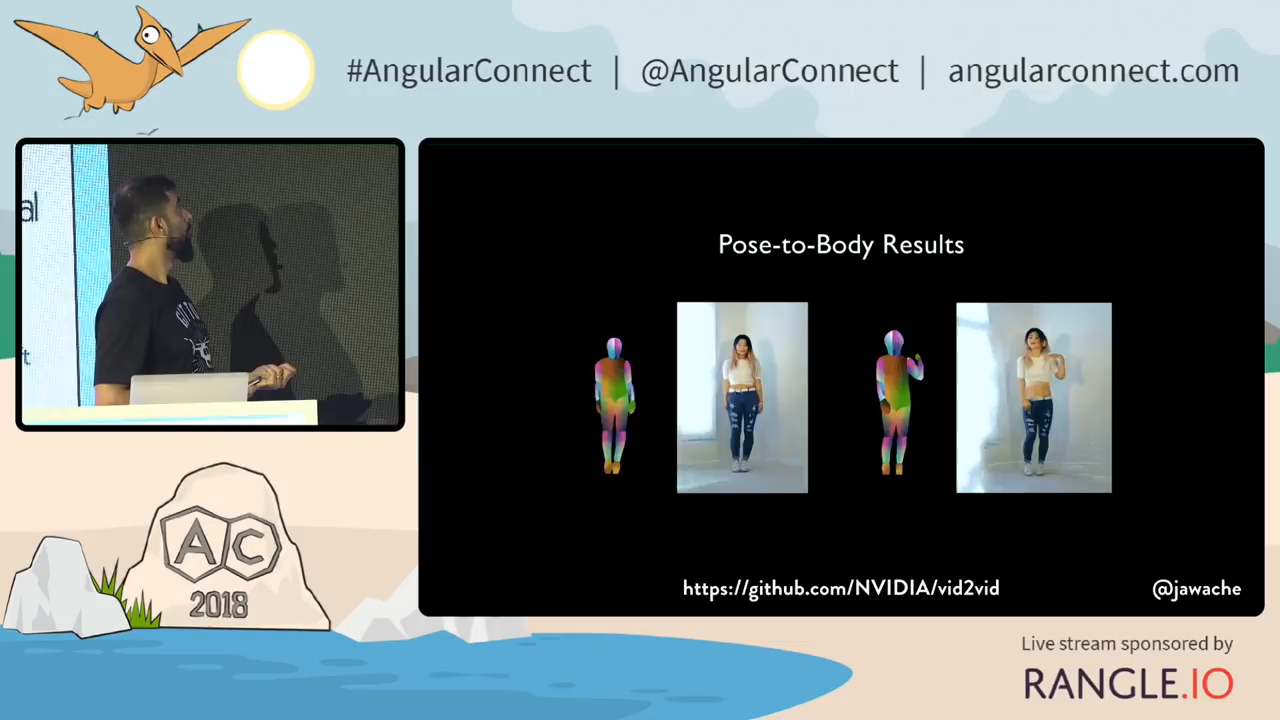 #AngularConnect | @AngularConnect | angularconnect.com
al
Pose-to-Body Results
https://github.com/NVIDIA/vid2vid
@jawache
AC
2018
Live stream sponsored by
RANGLE.IO